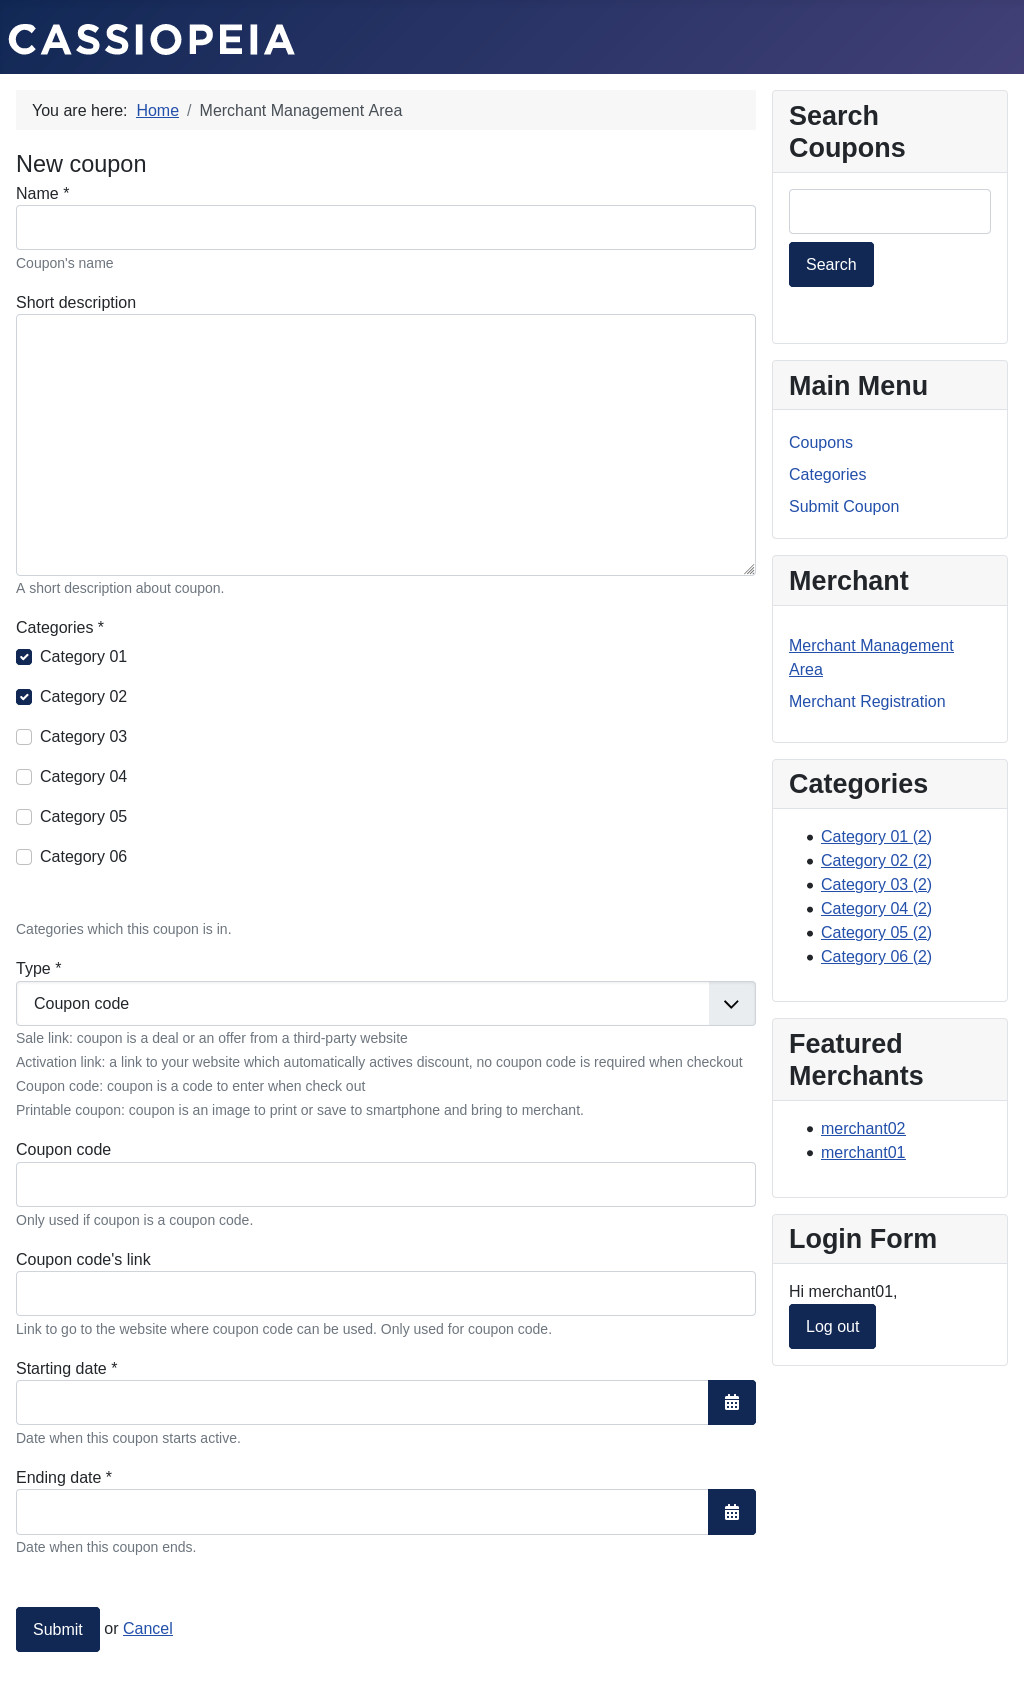 CASSIOPEIA
You are here: Home / Merchant Management Area
New coupon
Name *
Coupon's name
Short description
A short description about coupon.
Categories *
Category 01
Category 02
Category 03
Category 04
Category 05
Category 06
Categories which this coupon is in.
Type *
Coupon code
Sale link: coupon is a deal or an offer from a third-party website
Activation link: a link to your website which automatically actives discount, no coupon code is required when checkout
Coupon code: coupon is a code to enter when check out
Printable coupon: coupon is an image to print or save to smartphone and bring to merchant.
Coupon code
Only used if coupon is a coupon code.
Coupon code's link
Link to go to the website where coupon code can be used. Only used for coupon code.
Starting date *
Date when this coupon starts active.
Ending date *
Date when this coupon ends.
Submit or Cancel
Search
Coupons
Search
Main Menu
Coupons
Categories
Submit Coupon
Merchant
Merchant Management
Area
Merchant Registration
Categories
Category 01 (2)
Category 02 (2)
Category 03 (2)
Category 04 (2)
Category 05 (2)
Category 06 (2)
Featured
Merchants
merchant02
merchant01
Login Form
Hi merchant01,
Log out